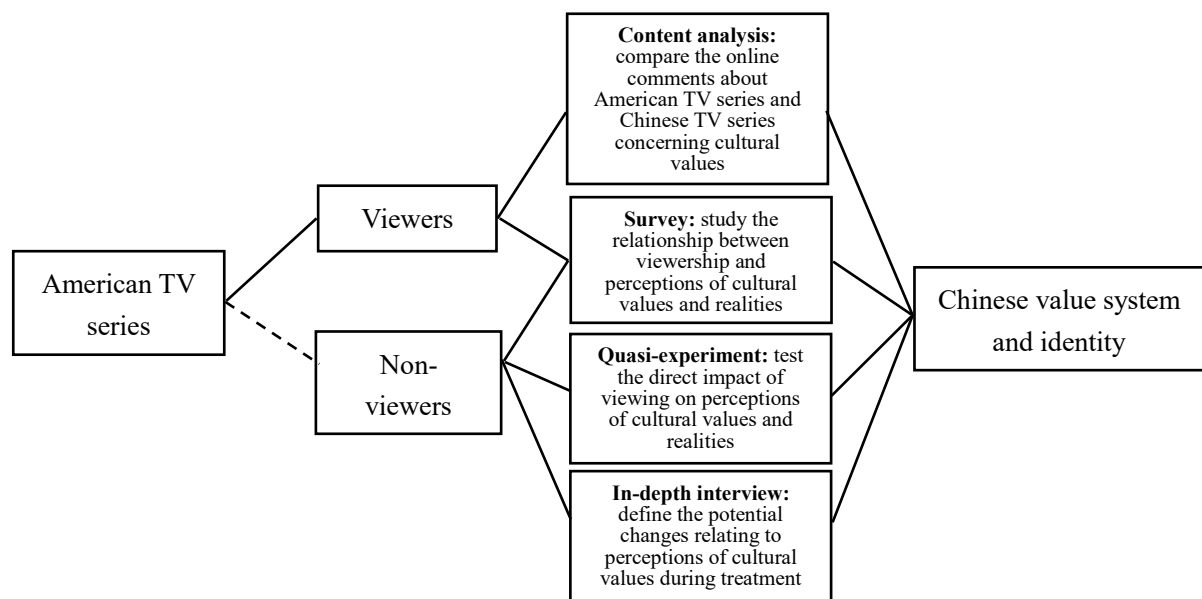 American TV
series
Viewers
Non-
viewers
Content analysis:
compare the online
comments about
American TV series and
Chinese TV series
concerning cultural
values
Survey: study the
relationship between
viewership and
perceptions of cultural
values and realities
Quasi-experiment: test
the direct impact of
viewing on perceptions
of cultural values and
realities
In-depth interview:
define the potential
changes relating to
perceptions of cultural
values during treatment
Chinese value system
and identity